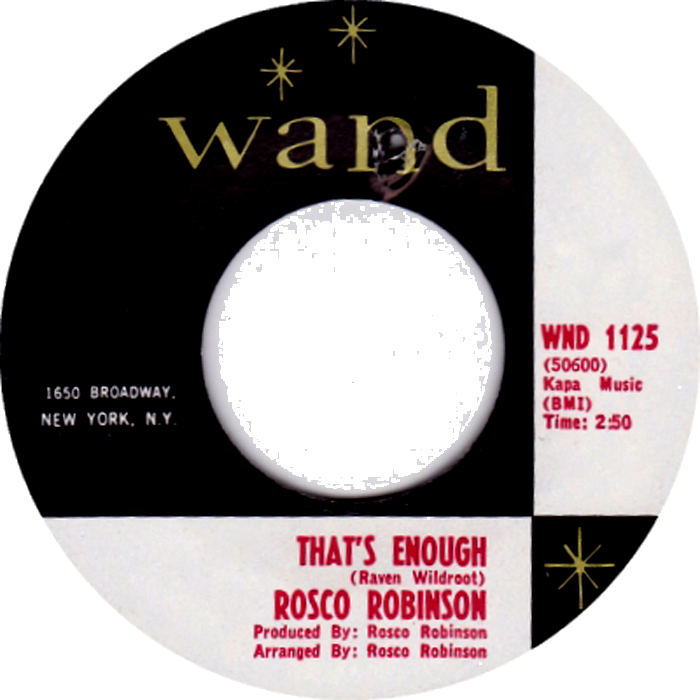 wand
WND 1125
(50600)
Kapa Music
(BMI)
Time: 2:50
1650 BROADWAY,
NEW YORK, N.Y.
THAT'S ENOUGH
(Raven Wildroot)
ROSCO ROBINSON
Produced By: Rosco Robinson
Arranged By: Rosco Robinson